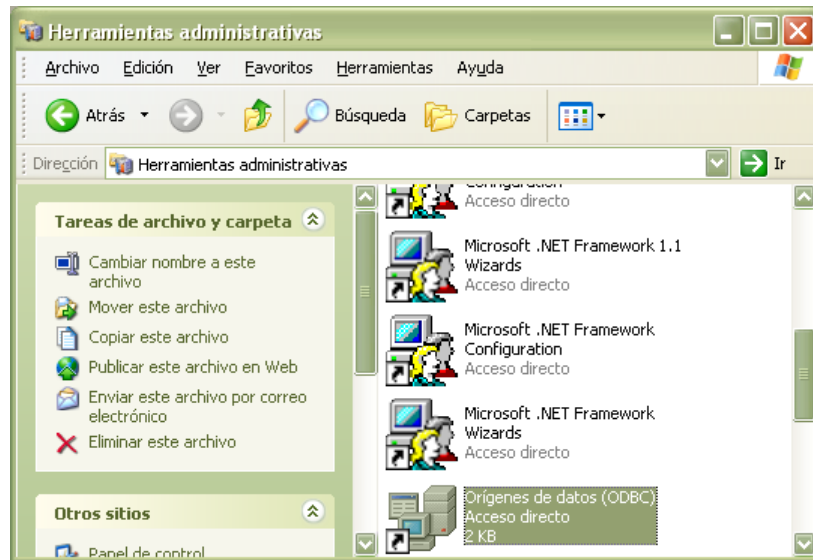 Herramientas administrativas
Archivo Edición Ver Favoritos Herramientas Ayuda
Atrás Búsqueda Carpetas
Dirección Herramientas administrativas Ir
Tareas de archivo y carpeta
Cambiar nombre a este
archivo
Mover este archivo
Copiar este archivo
Publicar este archivo en Web
Enviar este archivo por correo
electrónico
Eliminar este archivo
Otros sitios
Panel de control
Configuration
Acceso directo
Microsoft .NET Framework 1.1
Wizards
Acceso directo
Microsoft .NET Framework
Configuration
Acceso directo
Microsoft .NET Framework
Wizards
Acceso directo
Orígenes de datos (ODBC)
Acceso directo
2 KB